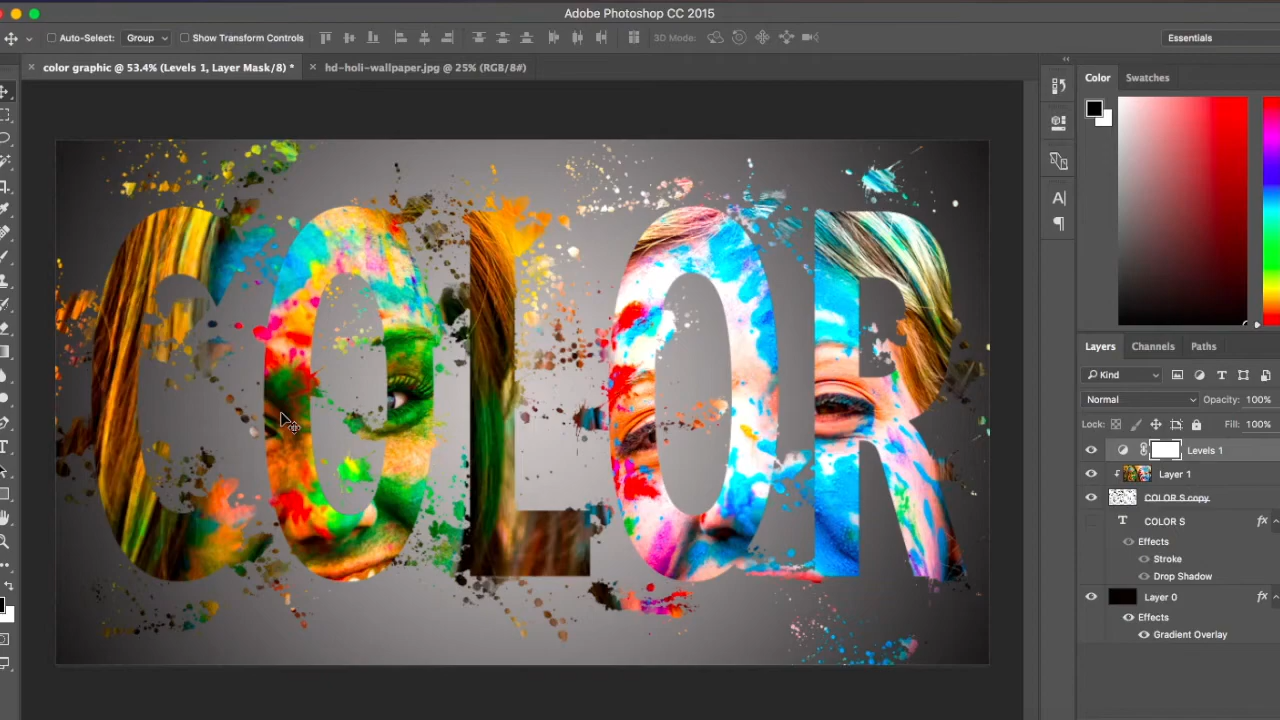 Adobe Photoshop CC 2015
Auto-Select: Group Show Transform Controls 3D Mode: Essentials
color graphic @ 53.4% (Levels 1, Layer Mask/8) * hd-holi-wallpaper.jpg @ 25% (RGB/8#)
Color Swatches
COLOR
Layers Channels Paths
Kind
Normal Opacity: 100%
Lock: Fill: 100%
Levels 1
Layer 1
COLOR S copy
COLOR S fx
Effects
Stroke
Drop Shadow
Layer 0 fx
Effects
Gradient Overlay